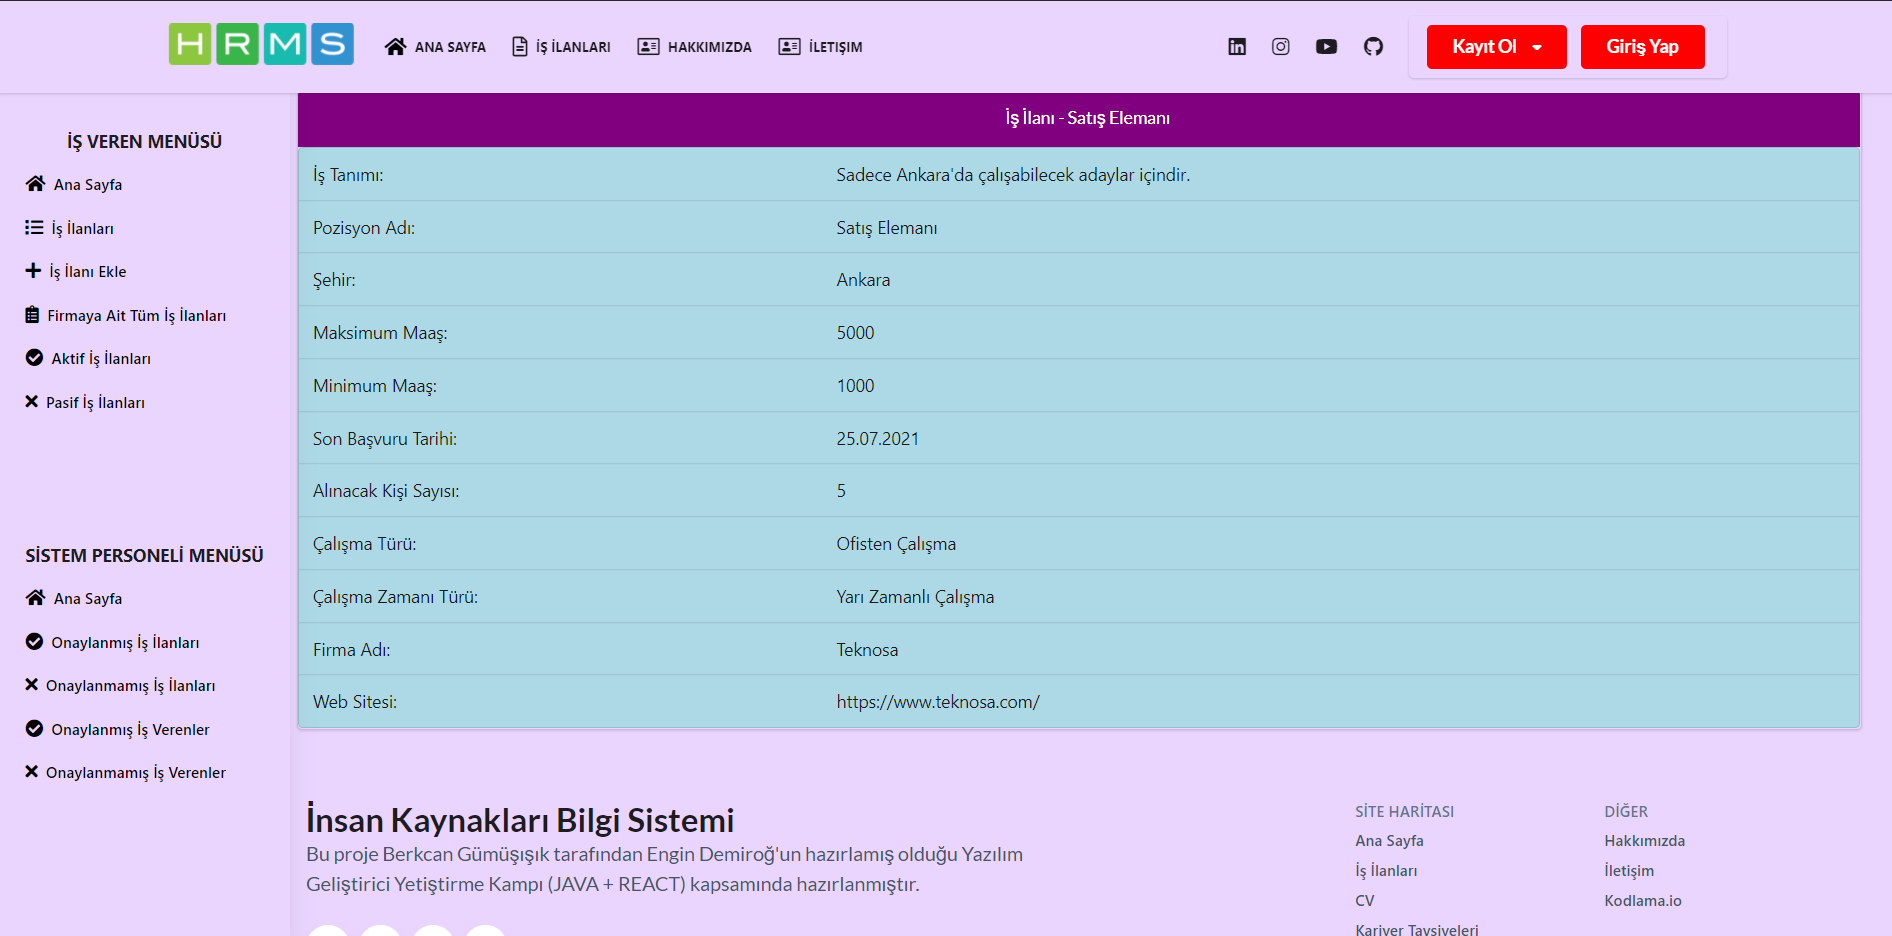 HRMS
ANA SAYFA
İŞ İLANLARI
HAKKIMIZDA
İLETIŞIM
Kayıt Ol
Giriş Yap
İŞ VEREN MENÜSÜ
Ana Sayfa
İş İlanları
İş İlanı Ekle
Firmaya Ait Tüm İş İlanları
Aktif İş İlanları
Pasif İş İlanları
SİSTEM PERSONELİ MENÜSÜ
Ana Sayfa
Onaylanmış İş İlanları
Onaylanmamış İş İlanları
Onaylanmış İş Verenler
Onaylanmamış İş Verenler
İş İlanı - Satış Elemanı
İş Tanımı: Sadece Ankara'da çalışabilecek adaylar içindir.
Pozisyon Adı: Satış Elemanı
Şehir: Ankara
Maksimum Maaş: 5000
Minimum Maaş: 1000
Son Başvuru Tarihi: 25.07.2021
Alınacak Kişi Sayısı: 5
Çalışma Türü: Ofisten Çalışma
Çalışma Zamanı Türü: Yarı Zamanlı Çalışma
Firma Adı: Teknosa
Web Sitesi: https://www.teknosa.com/
İnsan Kaynakları Bilgi Sistemi
Bu proje Berkcan Gümüşışık tarafından Engin Demiroğ'un hazırlamış olduğu Yazılım
Geliştirici Yetiştirme Kampı (JAVA + REACT) kapsamında hazırlanmıştır.
SİTE HARİTASI
Ana Sayfa
İş İlanları
CV
Kariyer Tavsiyeleri
DİĞER
Hakkımızda
İletişim
Kodlama.io